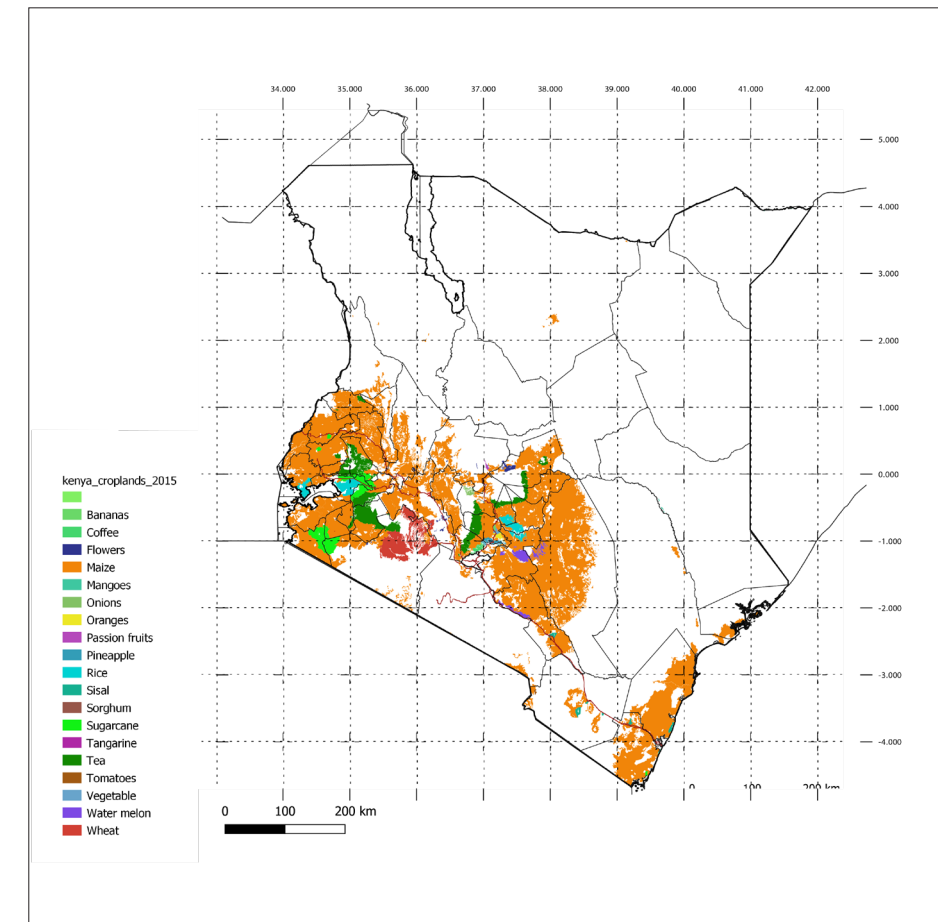 34.000 35.000 36.000 37.000 38.000 39.000 40.000 41.000 42.000
5.000
4.000
3.000
2.000
1.000
0.000
-1.000
-2.000
-3.000
-4.000
kenya_croplands_2015
Bananas
Coffee
Flowers
Maize
Mangoes
Onions
Oranges
Passion fruits
Pineapple
Rice
Sisal
Sorghum
Sugarcane
Tangarine
Tea
Tomatoes
Vegetable
Water melon
Wheat
0 100 200 km
0 100 200 km